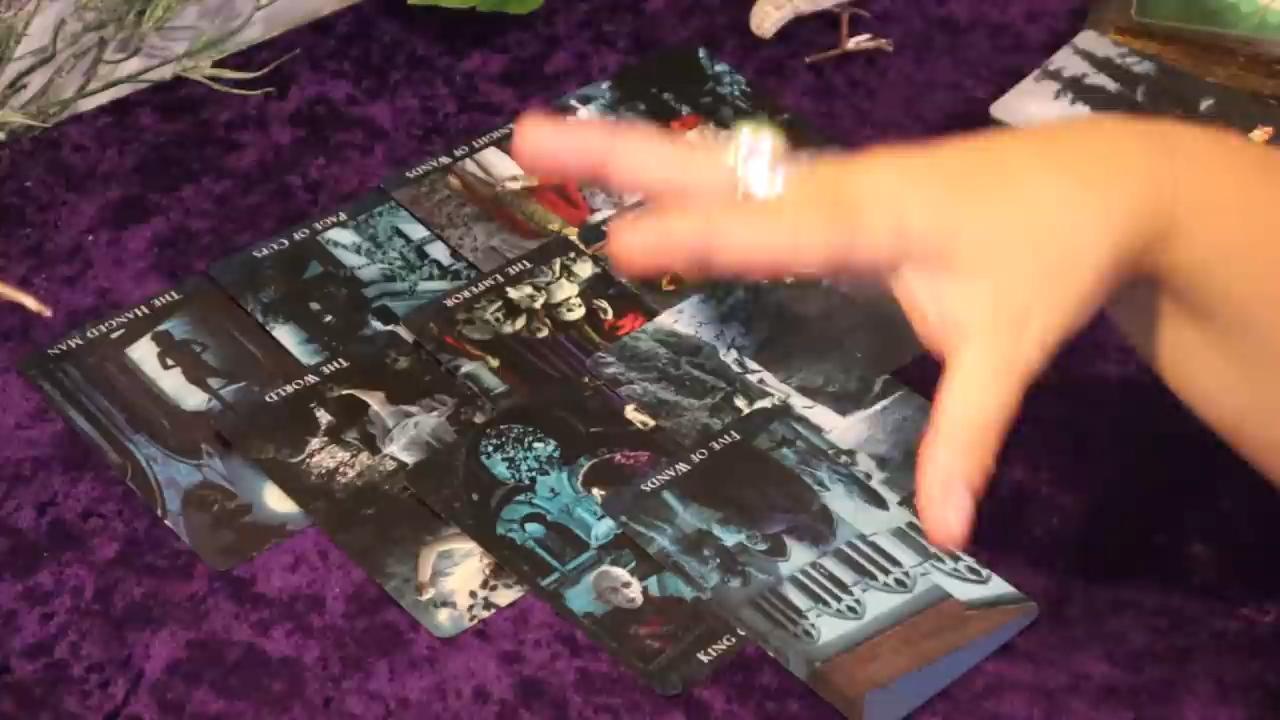 KNIGHT OF WANDS
PAGE OF CUPS
THE EMPEROR
THE HANGED MAN
THE WORLD
FIVE OF WANDS
KING